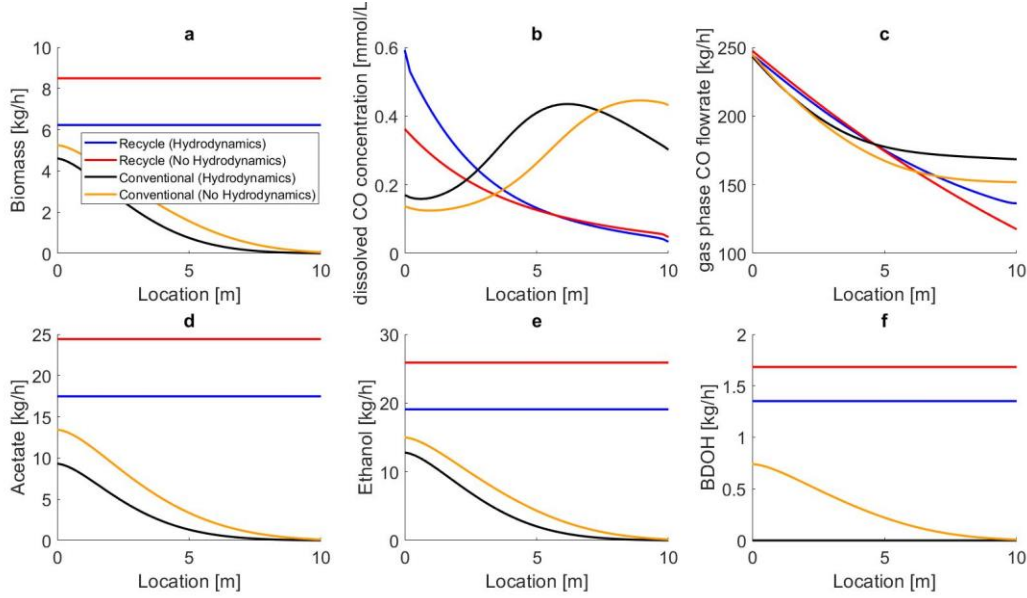 a
Biomass [kg/h]
10
8
6
4
2
0
Recycle (Hydrodynamics)
Recycle (No Hydrodynamics)
Conventional (Hydrodynamics)
Conventional (No Hydrodynamics)
0 5 10
Location [m]
b
dissolved CO concentration [mmol/L]
0.6
0.4
0.2
0
0 5 10
Location [m]
c
gas phase CO flowrate [kg/h]
250
200
150
100
0 5 10
Location [m]
d
Acetate [kg/h]
25
20
15
10
5
0
0 5 10
Location [m]
e
Ethanol [kg/h]
30
20
10
0
0 5 10
Location [m]
f
BDOH [kg/h]
2
1.5
1
0.5
0
0 5 10
Location [m]